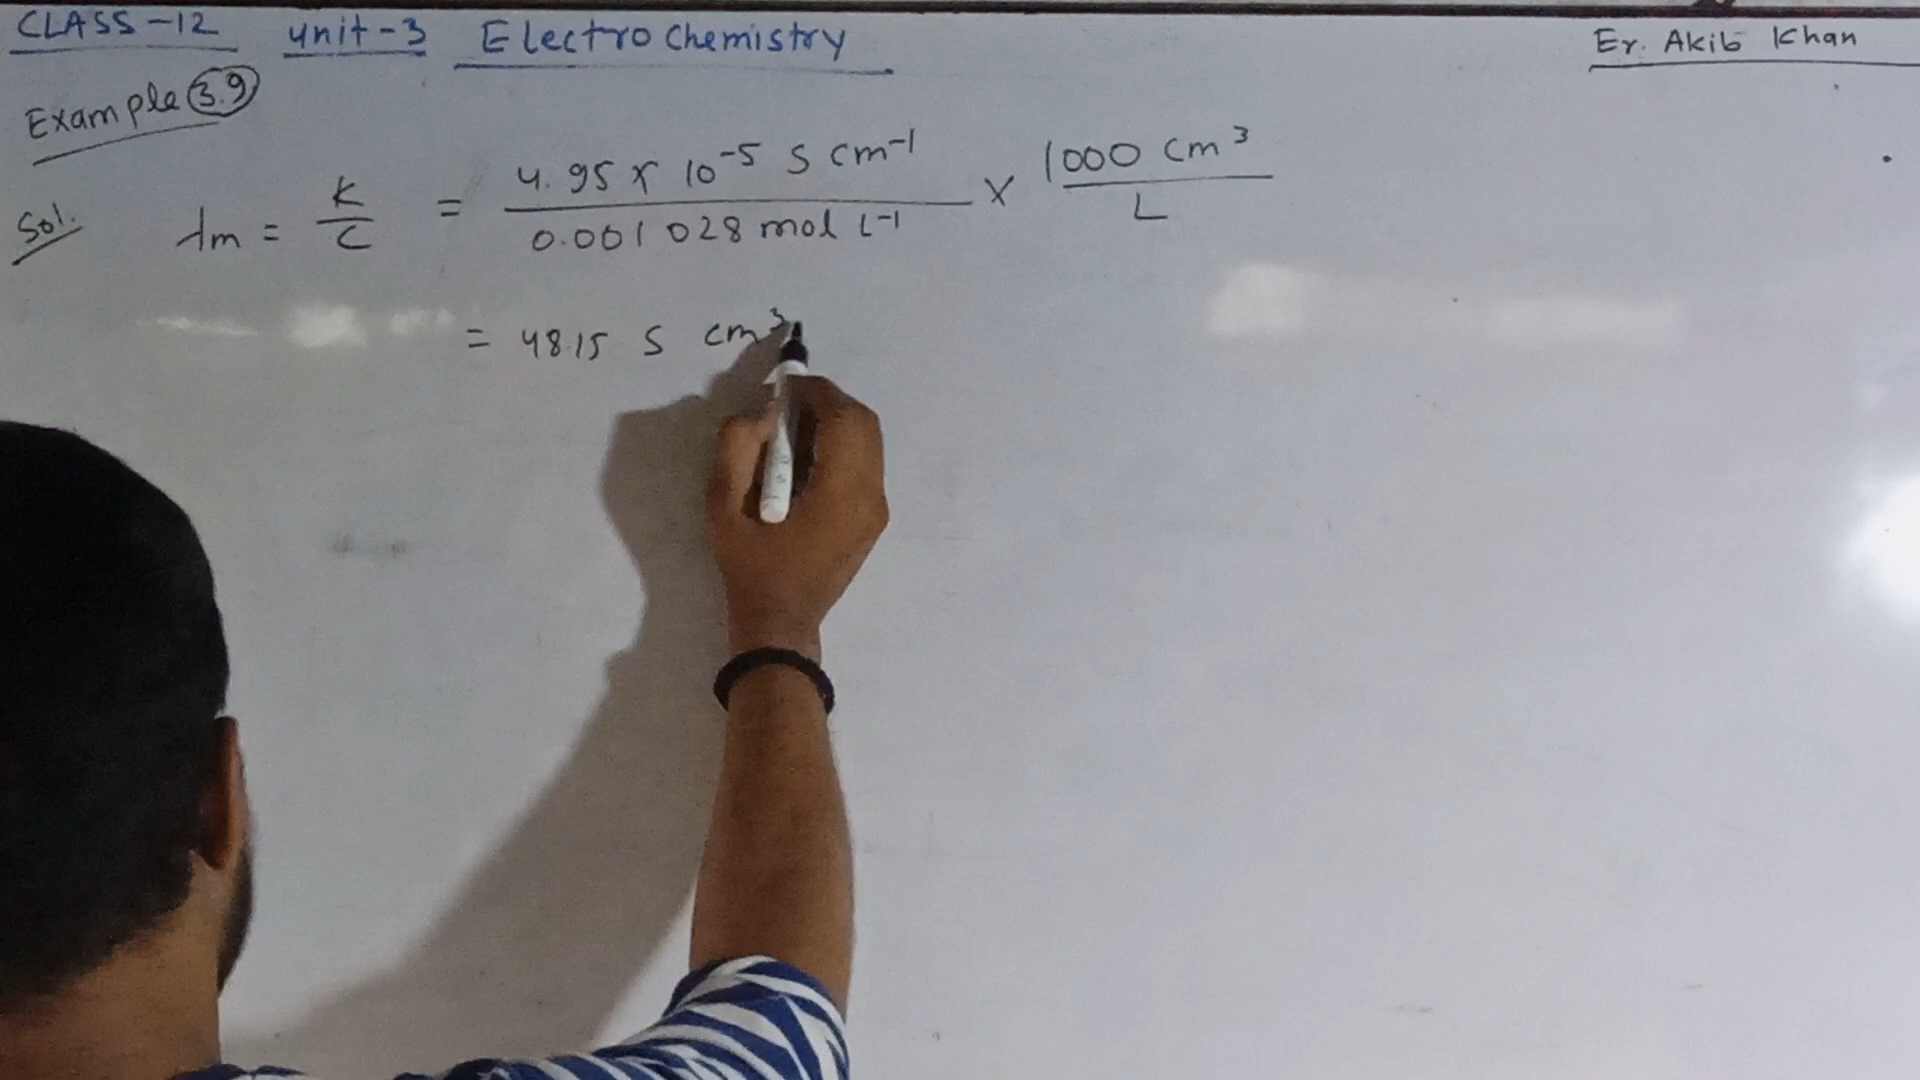 CLASS-12 unit-3 Electro chemistry Er. Akib Khan
Example 3.9
Sol. Λm = K/C = 4.95 x 10⁻⁵ S cm⁻¹ / 0.001028 mol L⁻¹ x 1000 cm³ / L
= 48.15 S cm³